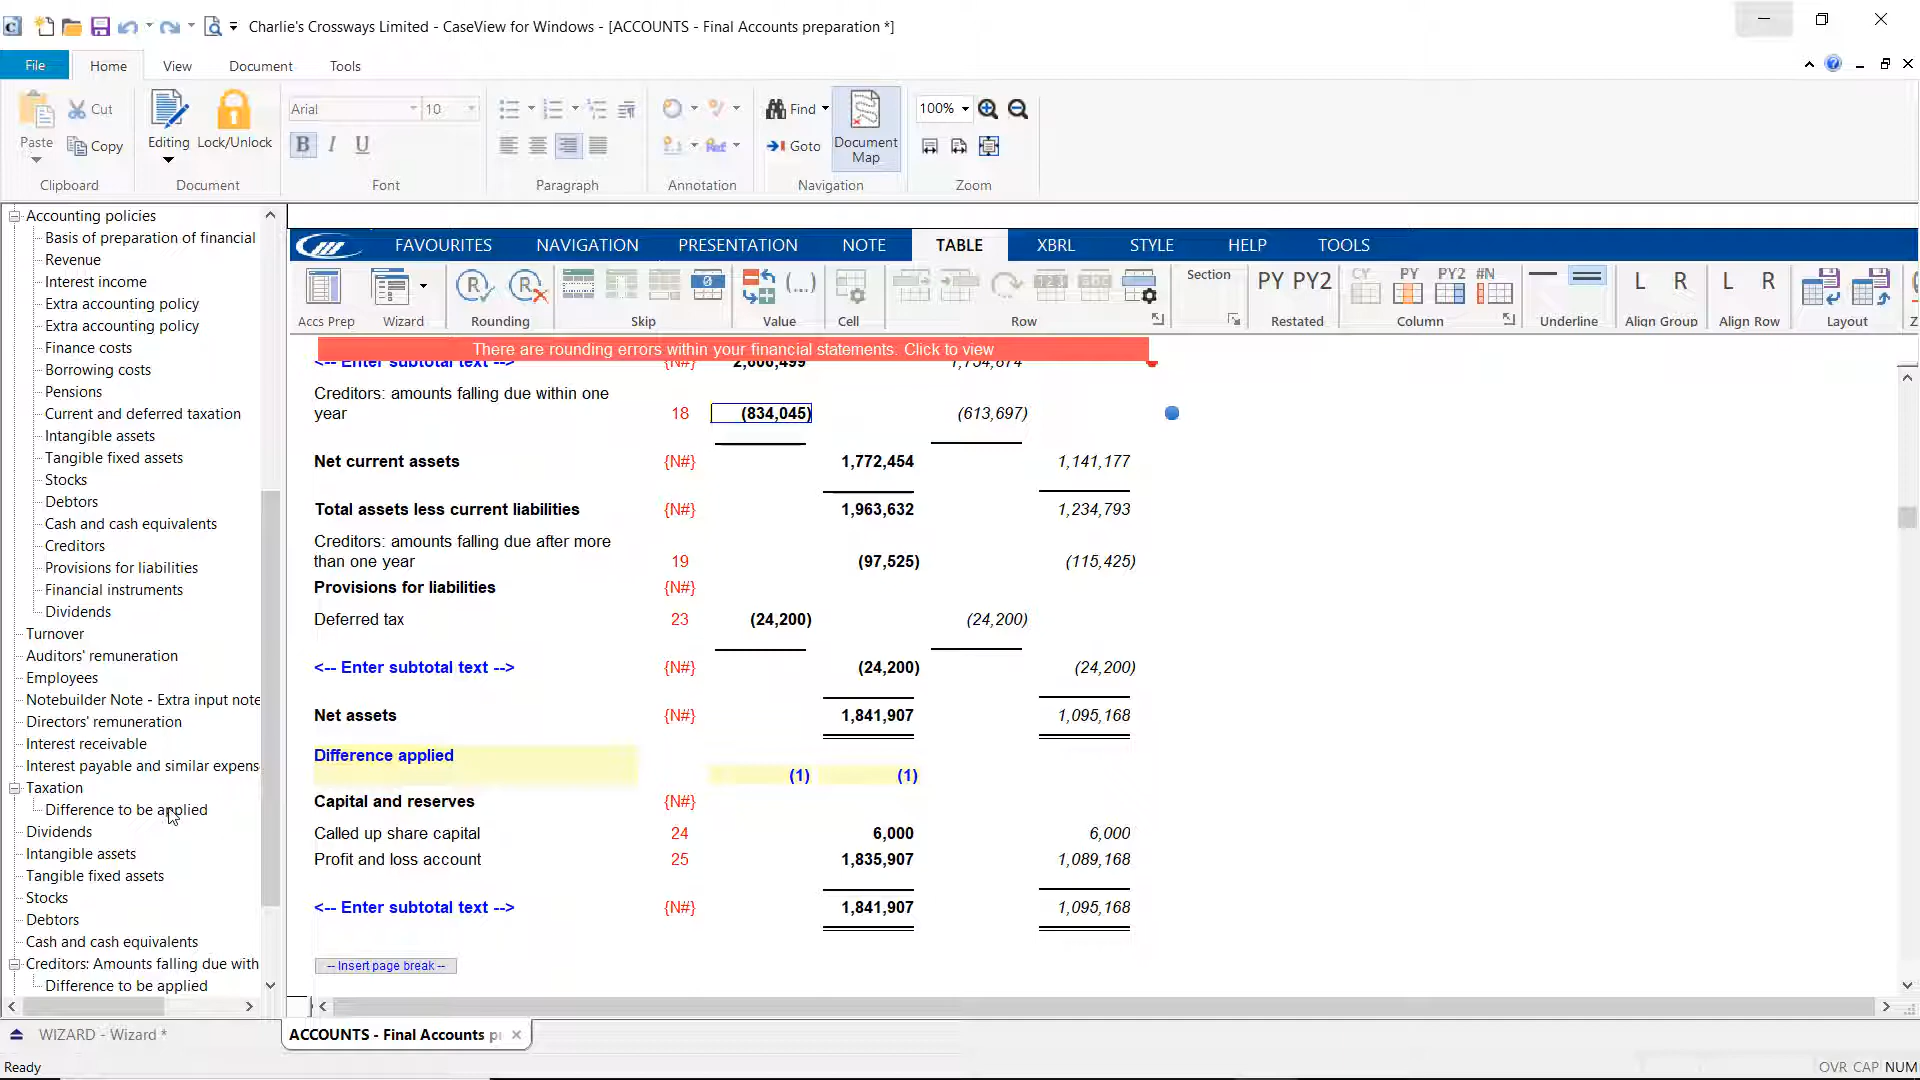 Charlie's Crossways Limited - CaseView for Windows - [ACCOUNTS - Final Accounts preparation *]
File Home View Document Tools
Paste Cut Copy
Clipboard
Editing Lock/Unlock
Document
Arial 10
B I U
Font
Paragraph
Annotation
Find Goto Document Map
Navigation
100%
Zoom
Accounting policies
Basis of preparation of financial
Revenue
Interest income
Extra accounting policy
Extra accounting policy
Finance costs
Borrowing costs
Pensions
Current and deferred taxation
Intangible assets
Tangible fixed assets
Stocks
Debtors
Cash and cash equivalents
Creditors
Provisions for liabilities
Financial instruments
Dividends
Turnover
Auditors' remuneration
Employees
Notebuilder Note - Extra input note
Directors' remuneration
Interest receivable
Interest payable and similar expens
Taxation
Difference to be applied
Dividends
Intangible assets
Tangible fixed assets
Stocks
Debtors
Cash and cash equivalents
Creditors: Amounts falling due with
Difference to be applied
FAVOURITES NAVIGATION PRESENTATION NOTE TABLE XBRL STYLE HELP TOOLS
Section PY PY2 CY PY PY2 #N L R L R
Accs Prep Wizard Rounding Skip Value Cell Row Restated Column Underline Align Group Align Row Layout
There are rounding errors within your financial statements. Click to view
<-- Enter subtotal text --> {N#} 2,606,499 1,754,874
Creditors: amounts falling due within one
year 18 (834,045) (613,697)
Net current assets {N#} 1,772,454 1,141,177
Total assets less current liabilities {N#} 1,963,632 1,234,793
Creditors: amounts falling due after more
than one year 19 (97,525) (115,425)
Provisions for liabilities {N#}
Deferred tax 23 (24,200) (24,200)
<-- Enter subtotal text --> {N#} (24,200) (24,200)
Net assets {N#} 1,841,907 1,095,168
Difference applied
(1) (1)
Capital and reserves {N#}
Called up share capital 24 6,000 6,000
Profit and loss account 25 1,835,907 1,089,168
<-- Enter subtotal text --> {N#} 1,841,907 1,095,168
-- Insert page break --
WIZARD - Wizard * ACCOUNTS - Final Accounts
Ready OVR CAP NUM